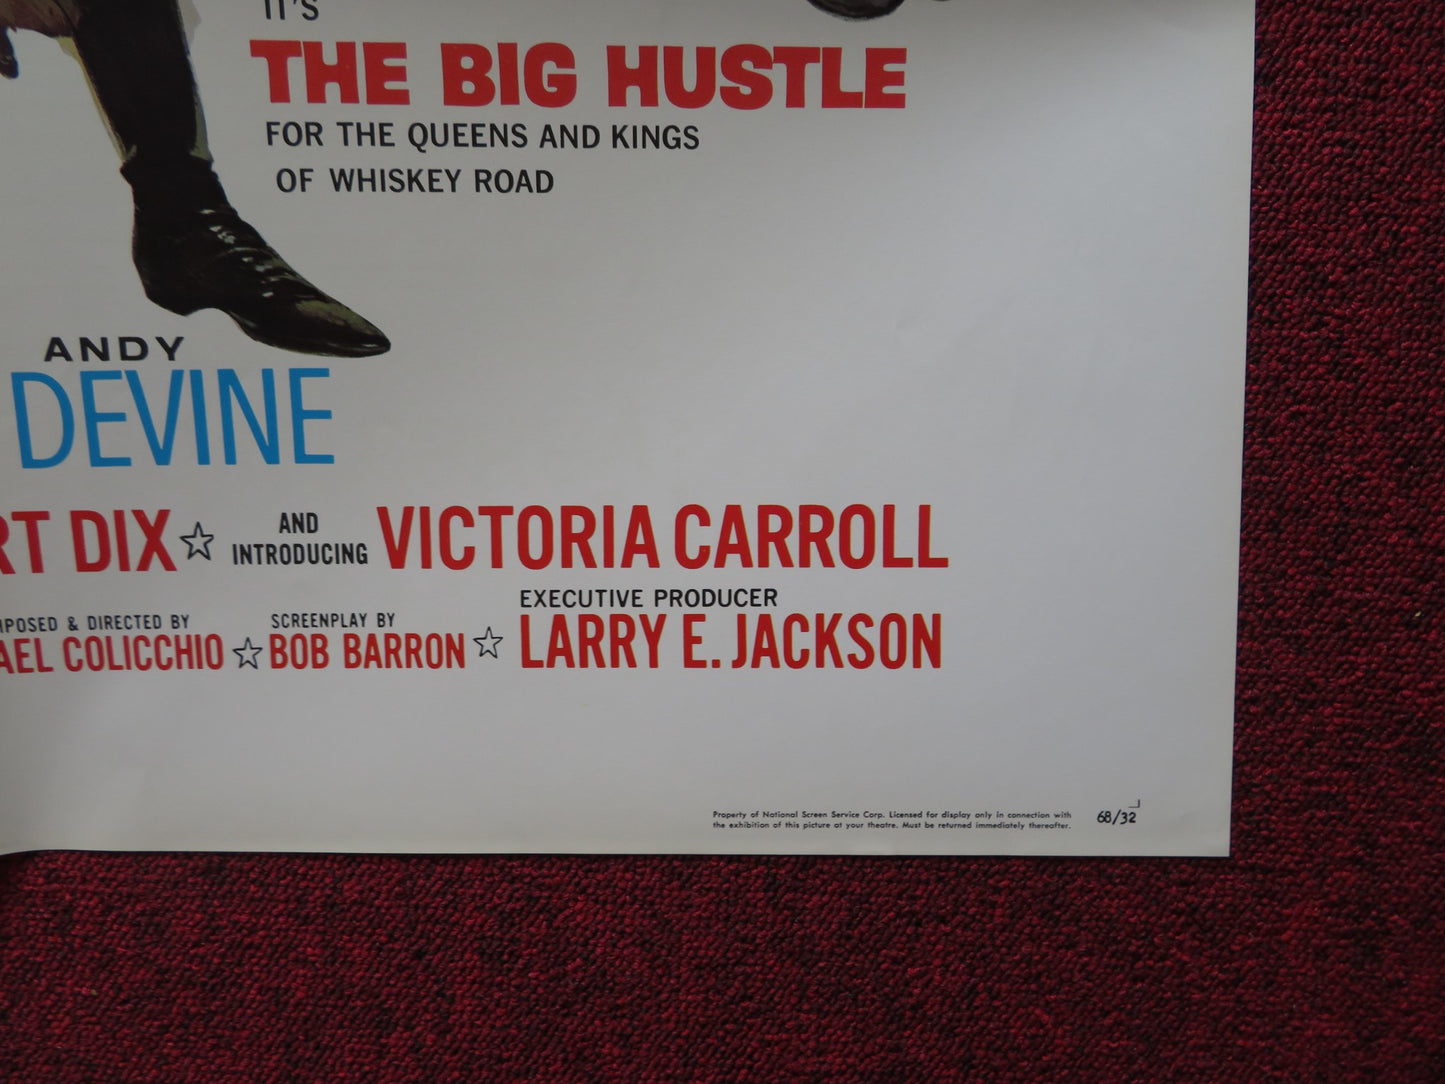 IT'S
THE BIG HUSTLE
FOR THE QUEENS AND KINGS
OF WHISKEY ROAD
ANDY
DEVINE
RT DIX ☆ AND INTRODUCING VICTORIA CARROLL
POSED & DIRECTED BY
AEL COLICCHIO ☆ SCREENPLAY BY BOB BARRON ☆ EXECUTIVE PRODUCER LARRY E. JACKSON
Property of National Screen Service Corp. Licensed for display only in connection with
the exhibition of this picture at your theatre. Must be returned immediately thereafter.
68/32